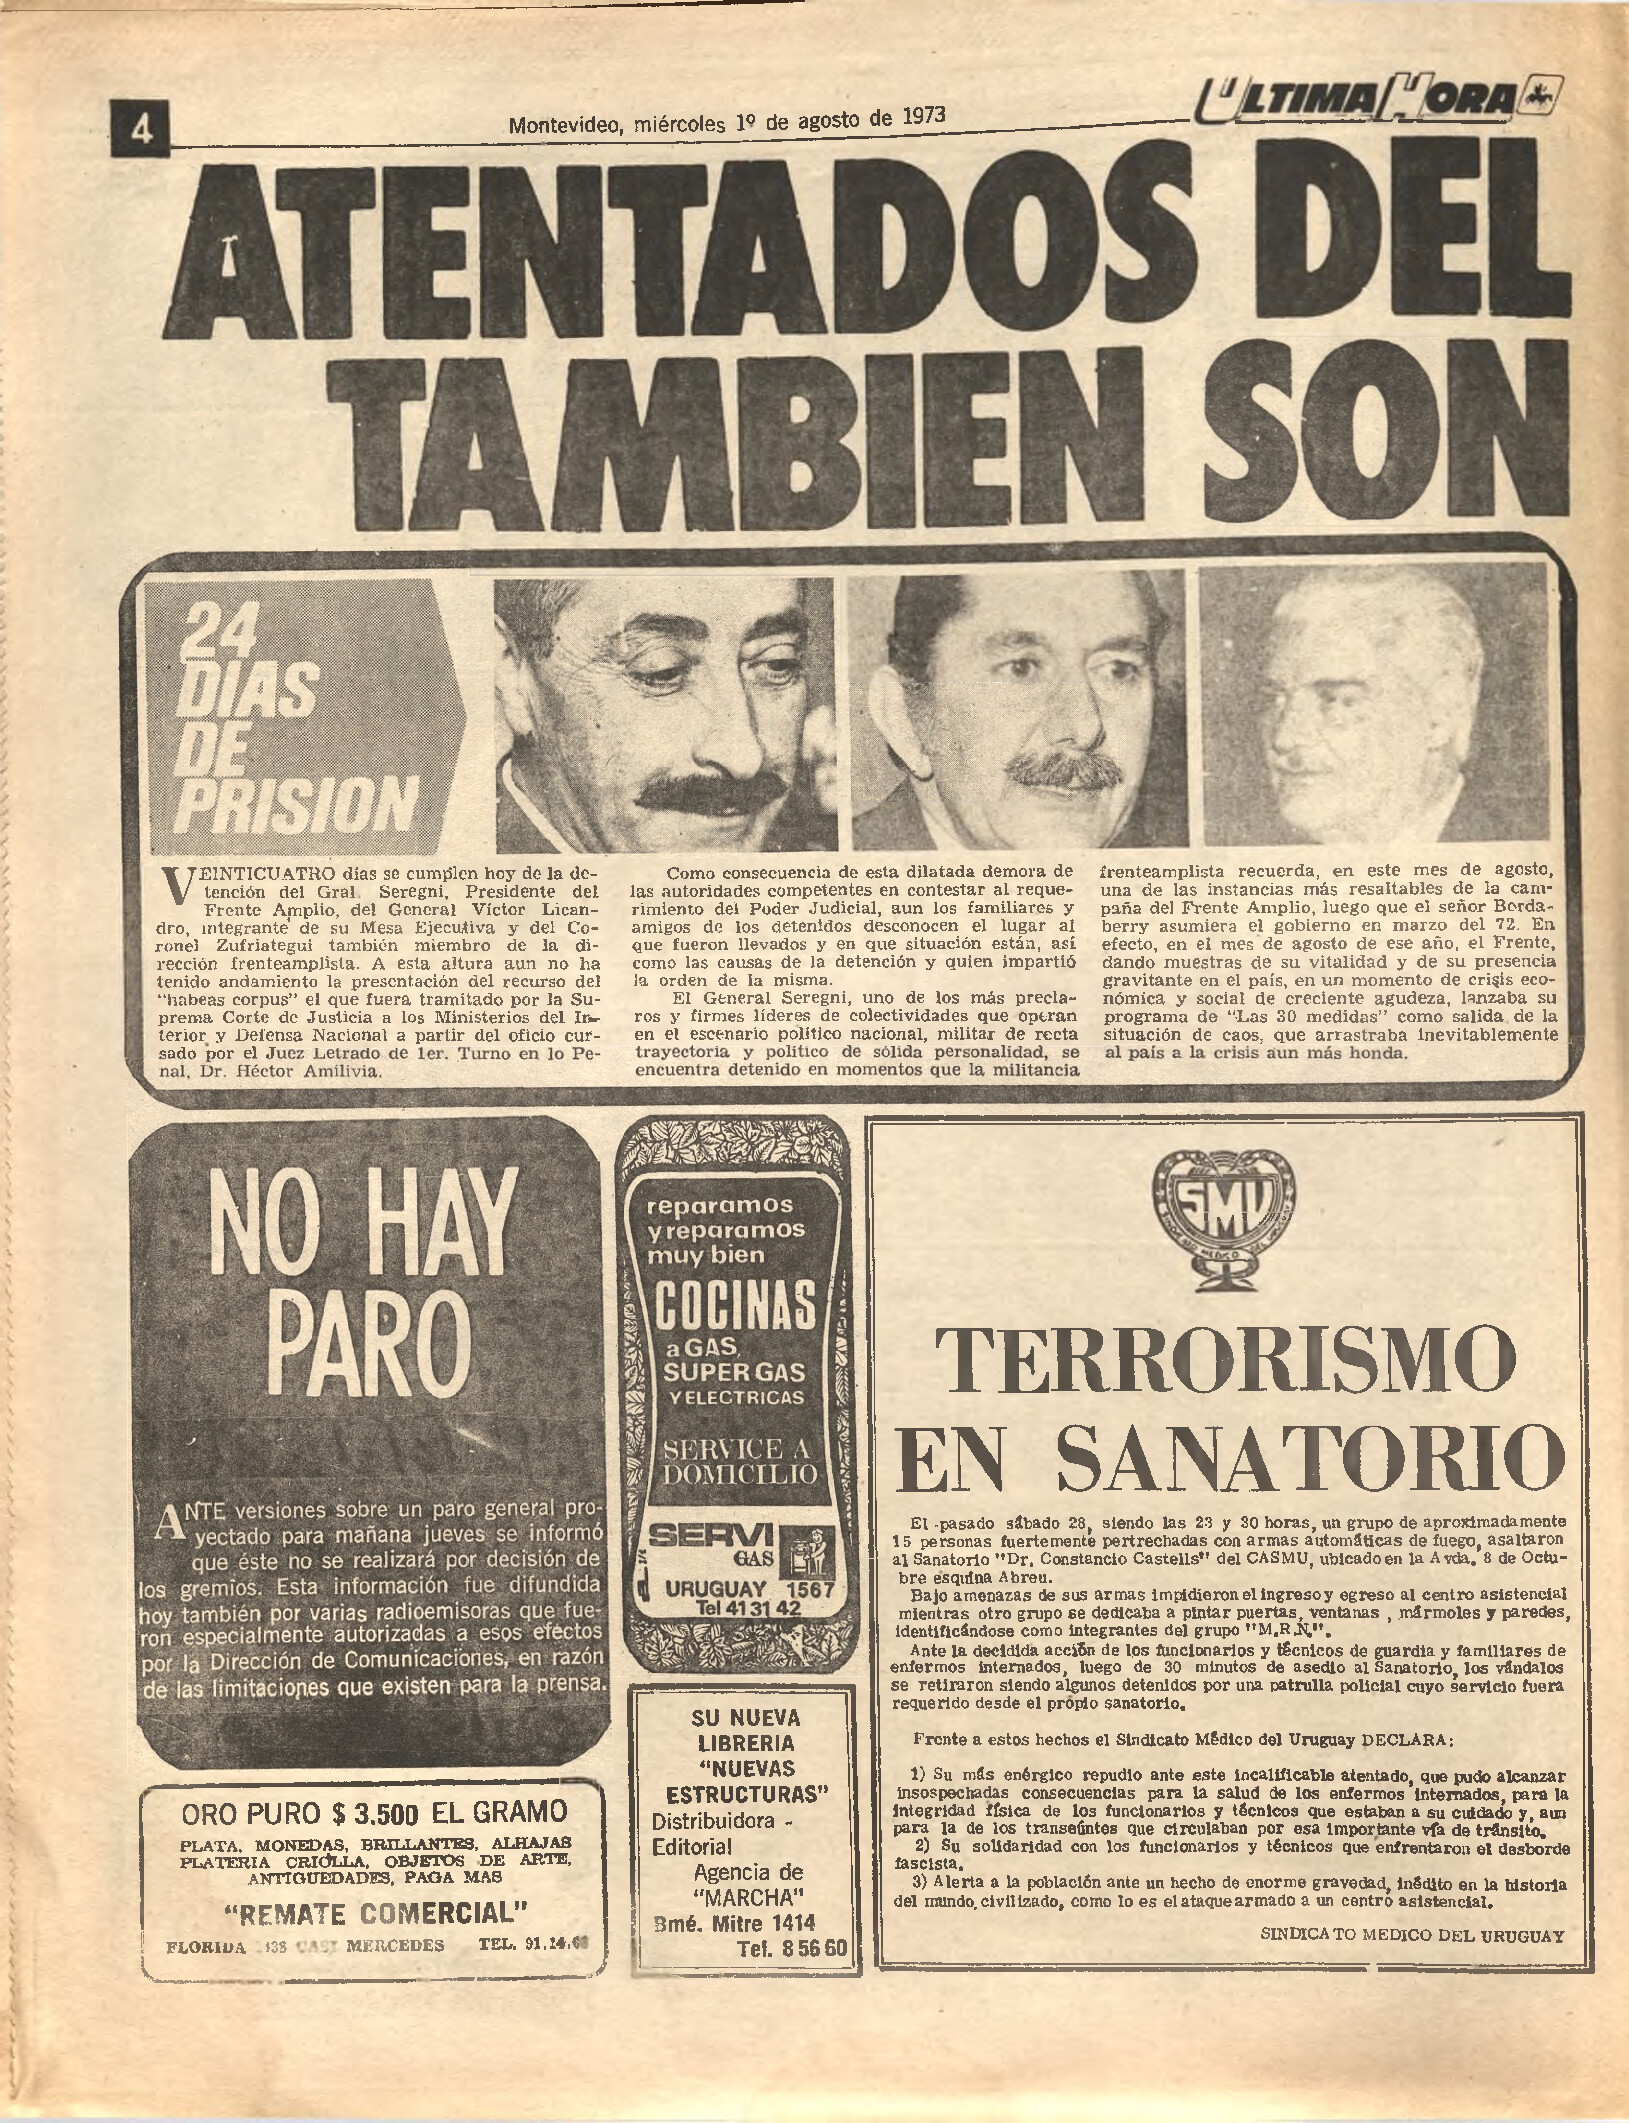 4
Montevideo, miércoles 1º de agosto de 1973
ULTIMA HORA
ATENTADOS DEL
TAMBIEN SON
24
DIAS
DE
PRISION
VEINTICUATRO días se cumplen hoy de la de-
tención del Gral. Seregni, Presidente del
Frente Amplio, del General Víctor Lican-
dro, integrante de su Mesa Ejecutiva y del Co-
ronel Zufriategui también miembro de la di-
rección frenteamplista. A esta altura aun no ha
tenido andamiento la presentación del recurso del
"habeas corpus" el que fuera tramitado por la Su-
prema Corte de Justicia a los Ministerios del In-
terior y Defensa Nacional a partir del oficio cur-
sado por el Juez Letrado de 1er. Turno en lo Pe-
nal, Dr. Héctor Amilivia.
Como consecuencia de esta dilatada demora de
las autoridades competentes en contestar al reque-
rimiento del Poder Judicial, aun los familiares y
amigos de los detenidos desconocen el lugar al
que fueron llevados y en que situación están, así
como las causas de la detención y quien impartió
la orden de la misma.
El General Seregni, uno de los más precla-
ros y firmes líderes de colectividades que operan
en el escenario político nacional, militar de recta
trayectoria y político de sólida personalidad, se
encuentra detenido en momentos que la militancia
frenteamplista recuerda, en este mes de agosto,
una de las instancias más resaltables de la cam-
paña del Frente Amplio, luego que el señor Borda-
berry asumiera el gobierno en marzo del 72. En
efecto, en el mes de agosto de ese año, el Frente,
dando muestras de su vitalidad y de su presencia
gravitante en el país, en un momento de crisis eco-
nómica y social de creciente agudeza, lanzaba su
programa de "Las 30 medidas" como salida de la
situación de caos, que arrastraba inevitablemente
al país a la crisis aun más honda.
NO HAY
PARO
ANTE versiones sobre un paro general pro-
yectado para mañana jueves se informó
que éste no se realizará por decisión de
los gremios. Esta información fue difundida
hoy también por varias radioemisoras que fue-
ron especialmente autorizadas a esos efectos
por la Dirección de Comunicaciones, en razón
de las limitaciones que existen para la prensa.
reparamos
y reparamos
muy bien
COCINAS
a GAS,
SUPER GAS
Y ELECTRICAS
SERVICE A
DOMICILIO
SERVI
GAS
URUGUAY 1567
Tel 41 31 42
SMU
SINDICATO MEDICO DEL URUGUAY
TERRORISMO
EN SANATORIO
El pasado sábado 28, siendo las 23 y 30 horas, un grupo de aproximadamente
15 personas fuertemente pertrechadas con armas automáticas de fuego, asaltaron
al Sanatorio "Dr. Constancio Castells" del CASMU, ubicado en la Avda. 8 de Octu-
bre esquina Abreu.
Bajo amenazas de sus armas impidieron el ingreso y egreso al centro asistencial
mientras otro grupo se dedicaba a pintar puertas, ventanas , mármoles y paredes,
identificándose como integrantes del grupo "M.R.N.".
Ante la decidida acción de los funcionarios y técnicos de guardia y familiares de
enfermos internados, luego de 30 minutos de asedio al Sanatorio, los vándalos
se retiraron siendo algunos detenidos por una patrulla policial cuyo servicio fuera
requerido desde el própio sanatorio.
Frente a estos hechos el Sindicato Médico del Uruguay DECLARA:
1) Su más enérgico repudio ante este incalificable atentado, que pudo alcanzar
insospechadas consecuencias para la salud de los enfermos internados, para la
integridad física de los funcionarios y técnicos que estaban a su cuidado y, aun
para la de los transeúntes que circulaban por esa importante vía de tránsito.
2) Su solidaridad con los funcionarios y técnicos que enfrentaron el desborde
fascista.
3) Alerta a la población ante un hecho de enorme gravedad, inédito en la historia
del mundo civilizado, como lo es el ataque armado a un centro asistencial.
SINDICATO MEDICO DEL URUGUAY
ORO PURO $ 3.500 EL GRAMO
PLATA, MONEDAS, BRILLANTES, ALHAJAS
PLATERIA CRIOLLA, OBJETOS DE ARTE,
ANTIGUEDADES, PAGA MAS
"REMATE COMERCIAL"
FLORIDA CASI MERCEDES TEL.
SU NUEVA
LIBRERIA
"NUEVAS
ESTRUCTURAS"
Distribuidora -
Editorial
Agencia de
"MARCHA"
Bmé. Mitre 1414
Tef. 8 56 60